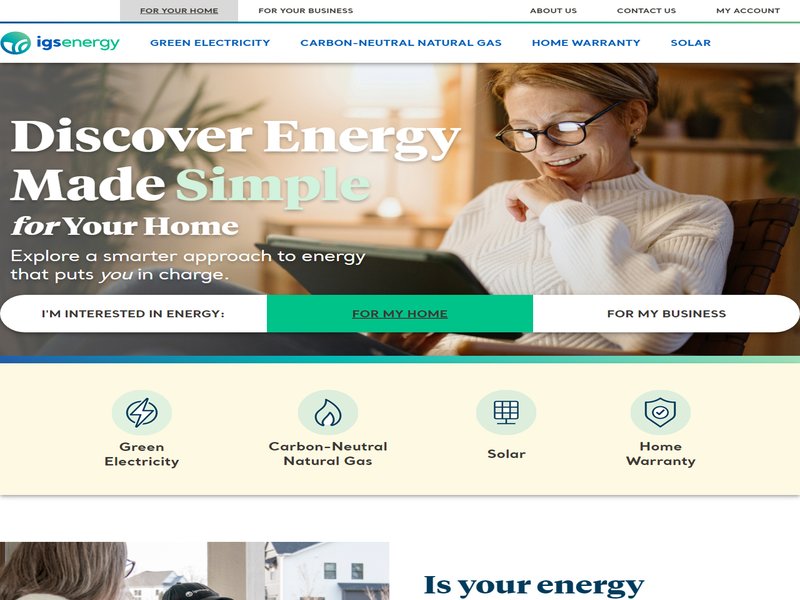 FOR YOUR HOME
FOR YOUR BUSINESS
ABOUT US
CONTACT US
MY ACCOUNT
igsenergy
GREEN ELECTRICITY
CARBON-NEUTRAL NATURAL GAS
HOME WARRANTY
SOLAR
Discover Energy
Made Simple
for Your Home
Explore a smarter approach to energy
that puts you in charge.
I'M INTERESTED IN ENERGY:
FOR MY HOME
FOR MY BUSINESS
Green
Electricity
Carbon-Neutral
Natural Gas
Solar
Home
Warranty
Is your energy